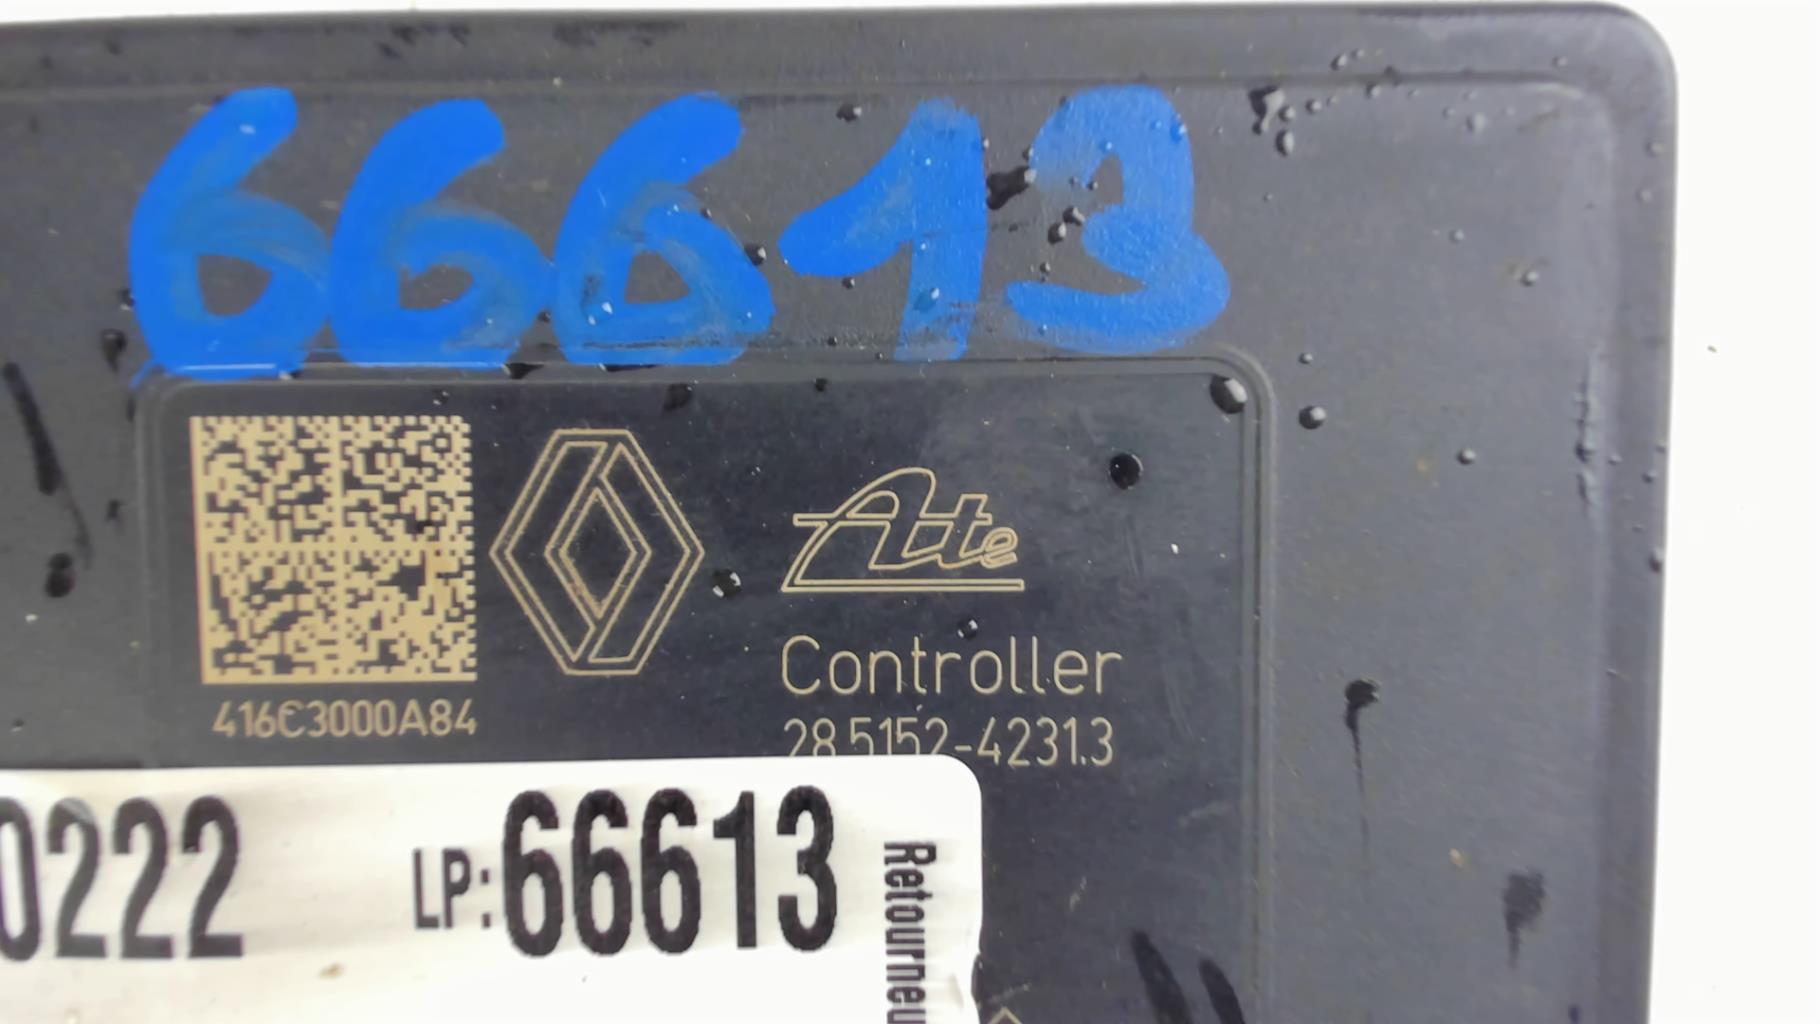 66613
Ate
Controller
416C3000A84
28.5152-4231.3
0222
LP:66613
Retourneu